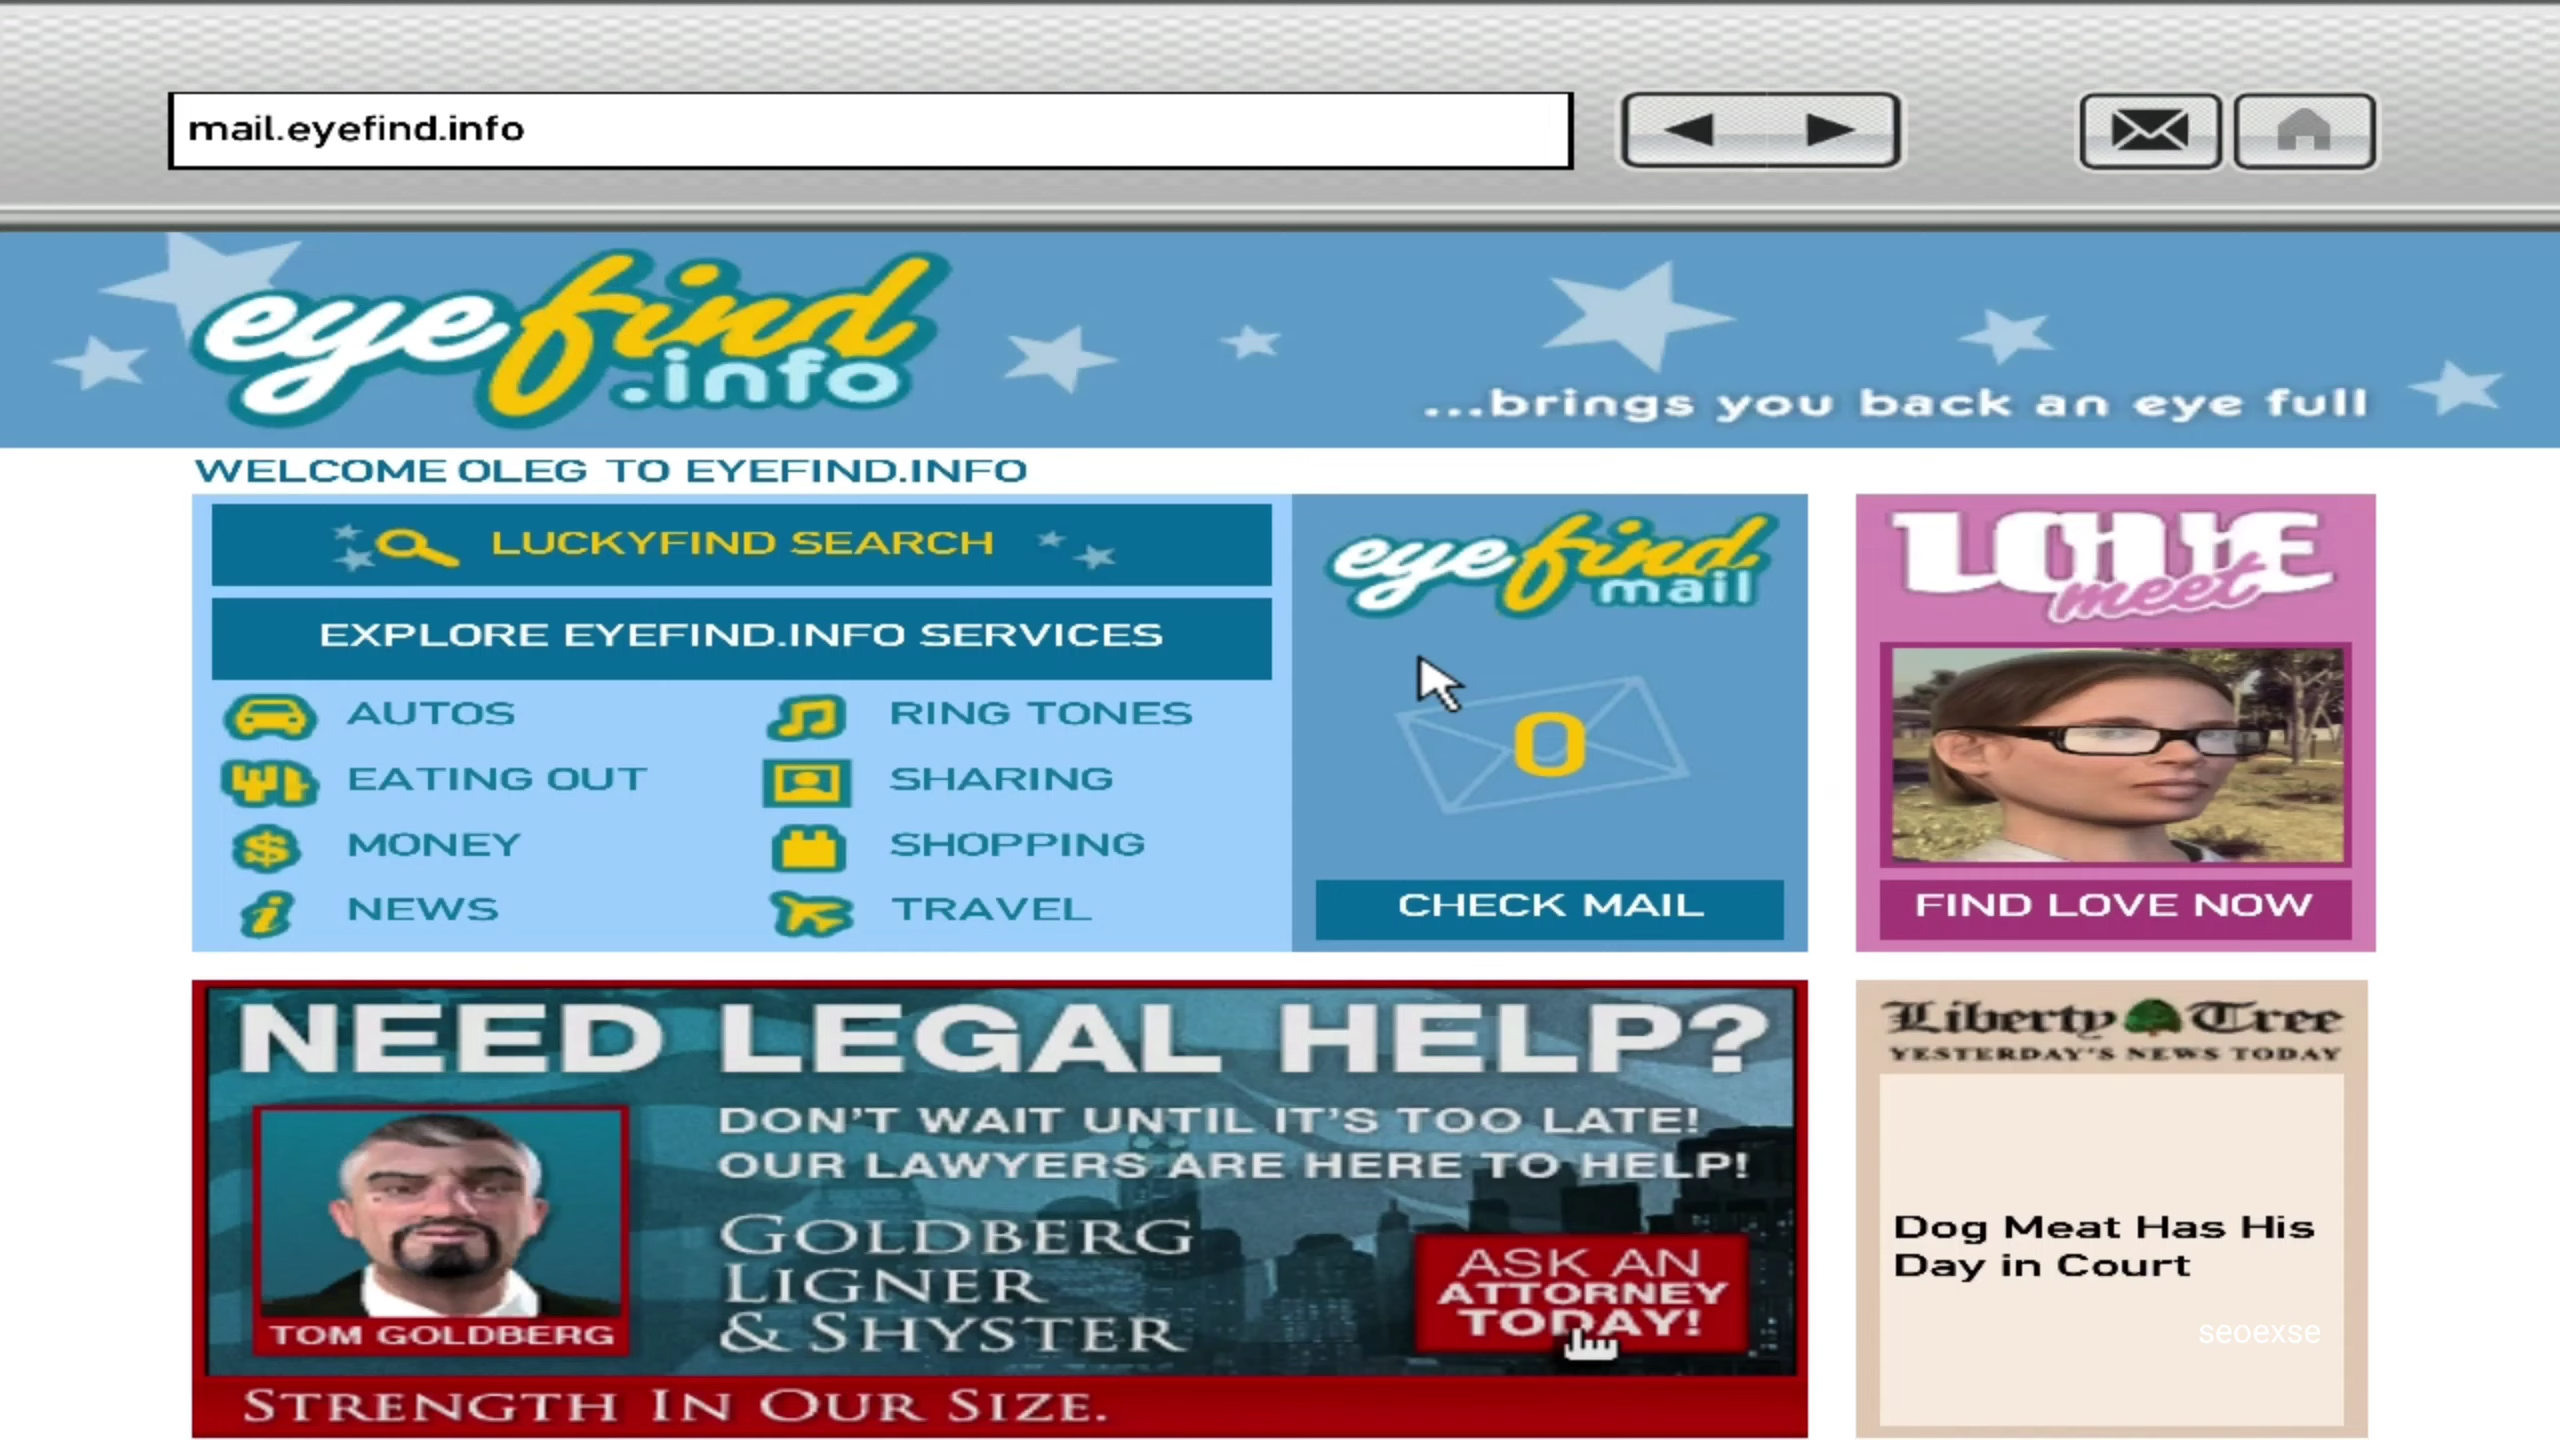 mail.eyefind.info
eyefind
.info
...brings you back an eye full
WELCOME OLEG TO EYEFIND.INFO
LUCKYFIND SEARCH
EXPLORE EYEFIND.INFO SERVICES
AUTOS
RING TONES
EATING OUT
SHARING
MONEY
SHOPPING
NEWS
TRAVEL
eyefind
mail
0
CHECK MAIL
LOVE
meet
FIND LOVE NOW
NEED LEGAL HELP?
DON'T WAIT UNTIL IT'S TOO LATE!
OUR LAWYERS ARE HERE TO HELP!
GOLDBERG
LIGNER
& SHYSTER
TOM GOLDBERG
ASK AN
ATTORNEY
TODAY!
STRENGTH IN OUR SIZE.
Liberty Tree
YESTERDAY'S NEWS TODAY
Dog Meat Has His
Day in Court
seoexse